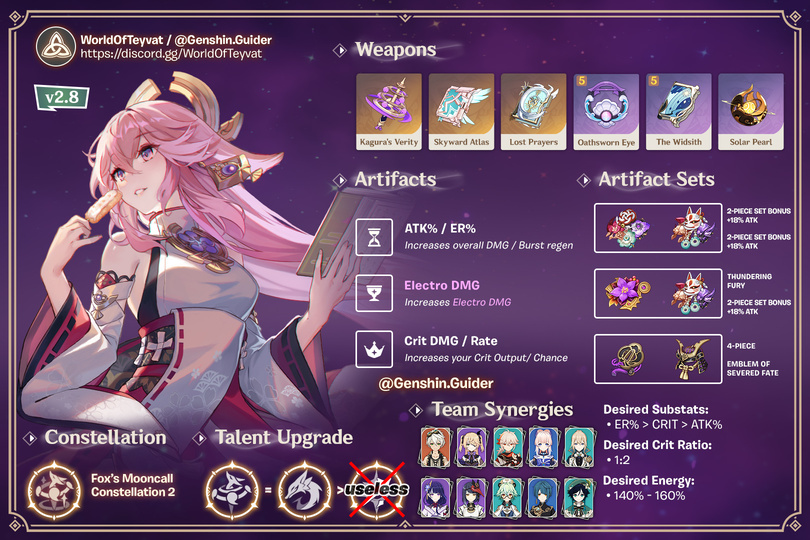 WorldOfTeyvat / @Genshin.Guider
https://discord.gg/WorldOfTeyvat
v2.8
Weapons
Kagura's Verity
Skyward Atlas
Lost Prayers
5
Oathsworn Eye
5
The Widsith
Solar Pearl
Artifacts
ATK% / ER%
Increases overall DMG / Burst regen
Electro DMG
Increases Electro DMG
Crit DMG / Rate
Increases your Crit Output/ Chance
@Genshin.Guider
Artifact Sets
2-PIECE SET BONUS
+18% ATK
2-PIECE SET BONUS
+18% ATK
THUNDERING
FURY
2-PIECE SET BONUS
+18% ATK
4-PIECE
EMBLEM OF
SEVERED FATE
Constellation
Fox's Mooncall
Constellation 2
Talent Upgrade
=
>
useless
Team Synergies
Desired Substats:
• ER% > CRIT > ATK%
Desired Crit Ratio:
• 1:2
Desired Energy:
• 140% - 160%